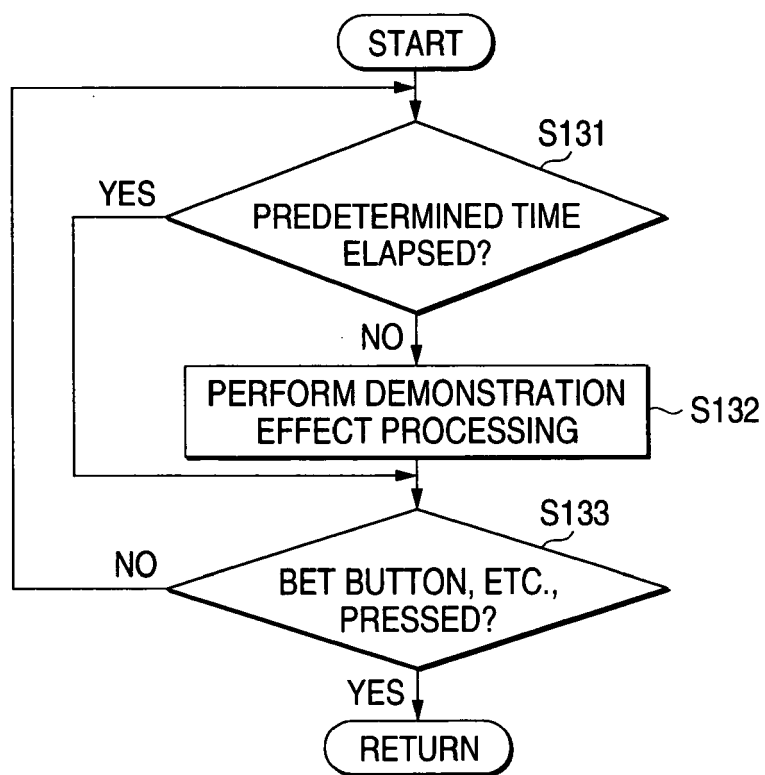 START
S131
YES
PREDETERMINED TIME
ELAPSED?
NO
PERFORM DEMONSTRATION
EFFECT PROCESSING
S132
S133
NO
BET BUTTON, ETC.,
PRESSED?
YES
RETURN